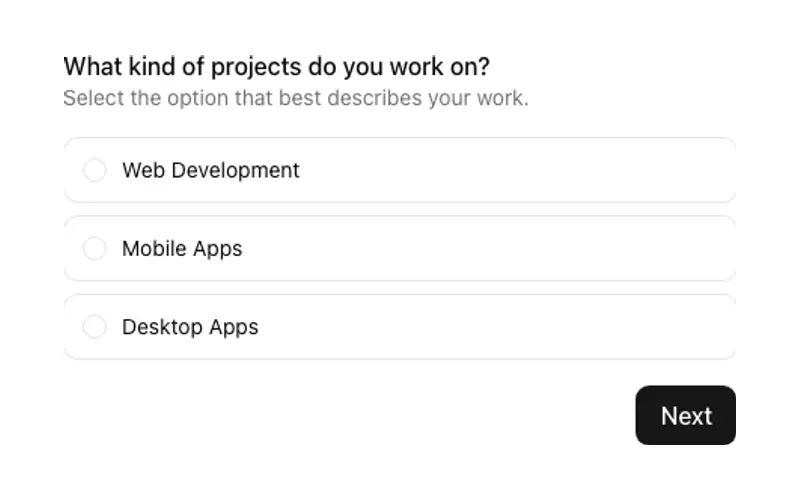 What kind of projects do you work on?
Select the option that best describes your work.
Web Development
Mobile Apps
Desktop Apps
Next